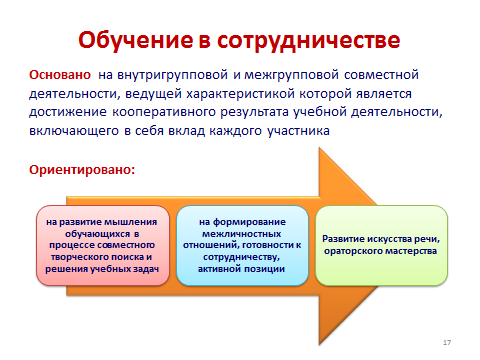 Обучение в сотрудничестве
Основано на внутригрупповой и межгрупповой совместной
деятельности, ведущей характеристикой которой является
достижение кооперативного результата учебной деятельности,
включающего в себя вклад каждого участника
Ориентировано:
на развитие мышления
обучающихся в
процессе совместного
творческого поиска и
решения учебных задач
на формирование
межличностных
отношений, готовности к
сотрудничеству,
активной позиции
Развитие искусства речи,
ораторского мастерства
17